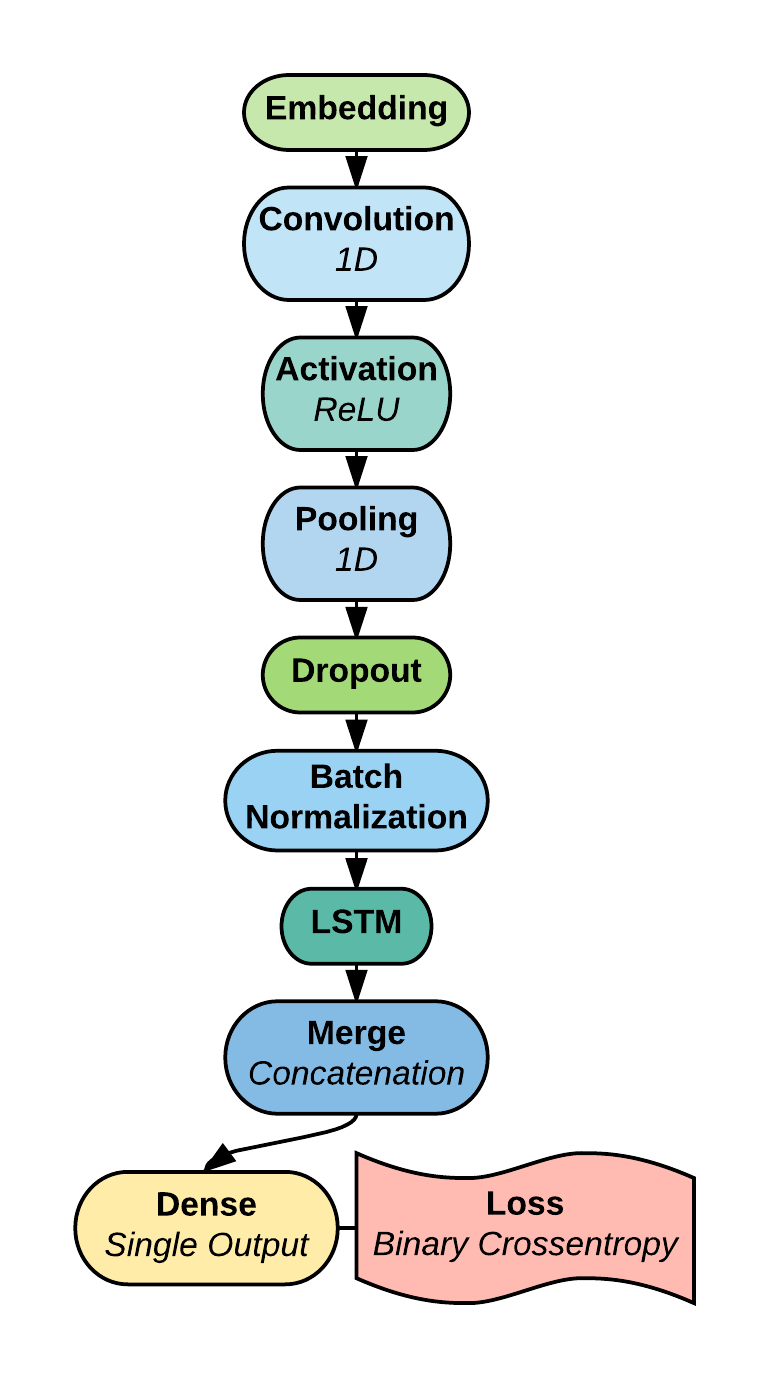 Embedding
Convolution
1D
Activation
ReLU
Pooling
1D
Dropout
Batch
Normalization
LSTM
Merge
Concatenation
Dense
Single Output
Loss
Binary Crossentropy